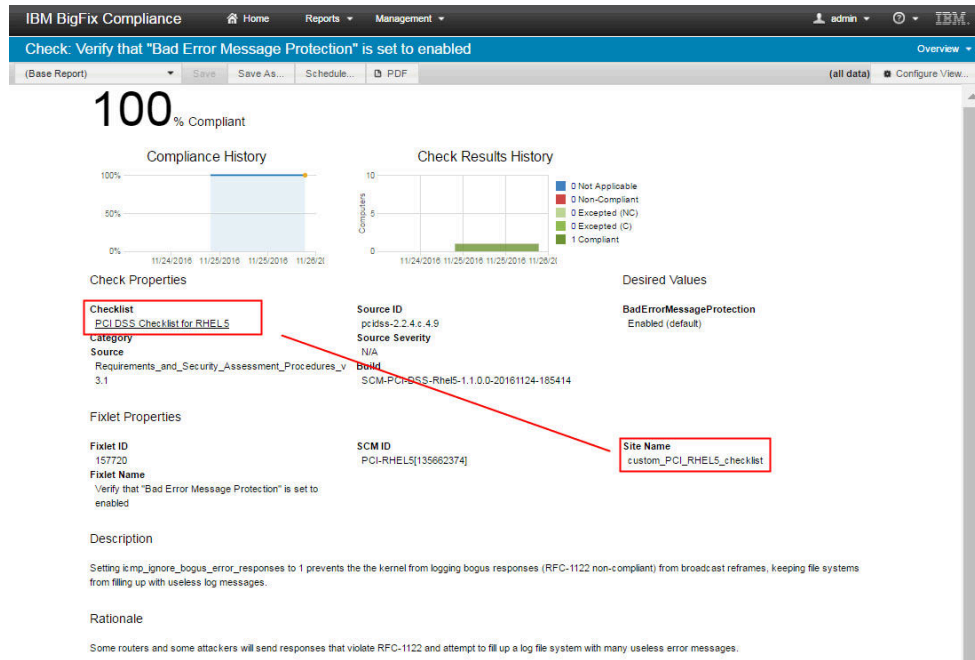 IBM BigFix Compliance Home Reports Management admin IBM.
Check: Verify that "Bad Error Message Protection" is set to enabled Overview
(Base Report) Save Save As... Schedule... PDF (all data) Configure View...
100% Compliant
Compliance History
100%
50%
0%
11/24/2016 11/25/2016 11/25/2016 11/26/2(
Check Results History
Computers
10
5
0
11/24/2016 11/25/2016 11/25/2016 11/26/2(
0 Not Applicable
0 Non-Compliant
0 Excepted (NC)
0 Excepted (C)
1 Compliant
Check Properties
Checklist
PCI DSS Checklist for RHEL 5
Category
Source
Requirements_and_Security_Assessment_Procedures_v
3.1
Source ID
pcidss-2.2.4.c.4.9
Source Severity
N/A
Build
SCM-PCI-DSS-Rhel5-1.1.0.0-20161124-185414
Desired Values
BadErrorMessageProtection
Enabled (default)
Fixlet Properties
Fixlet ID
157720
Fixlet Name
Verify that "Bad Error Message Protection" is set to
enabled
SCM ID
PCI-RHEL5[135662374]
Site Name
custom_PCI_RHEL5_checklist
Description
Setting icmp_ignore_bogus_error_responses to 1 prevents the the kernel from logging bogus responses (RFC-1122 non-compliant) from broadcast reframes, keeping file systems
from filling up with useless log messages.
Rationale
Some routers and some attackers will send responses that violate RFC-1122 and attempt to fill up a log file system with many useless error messages.